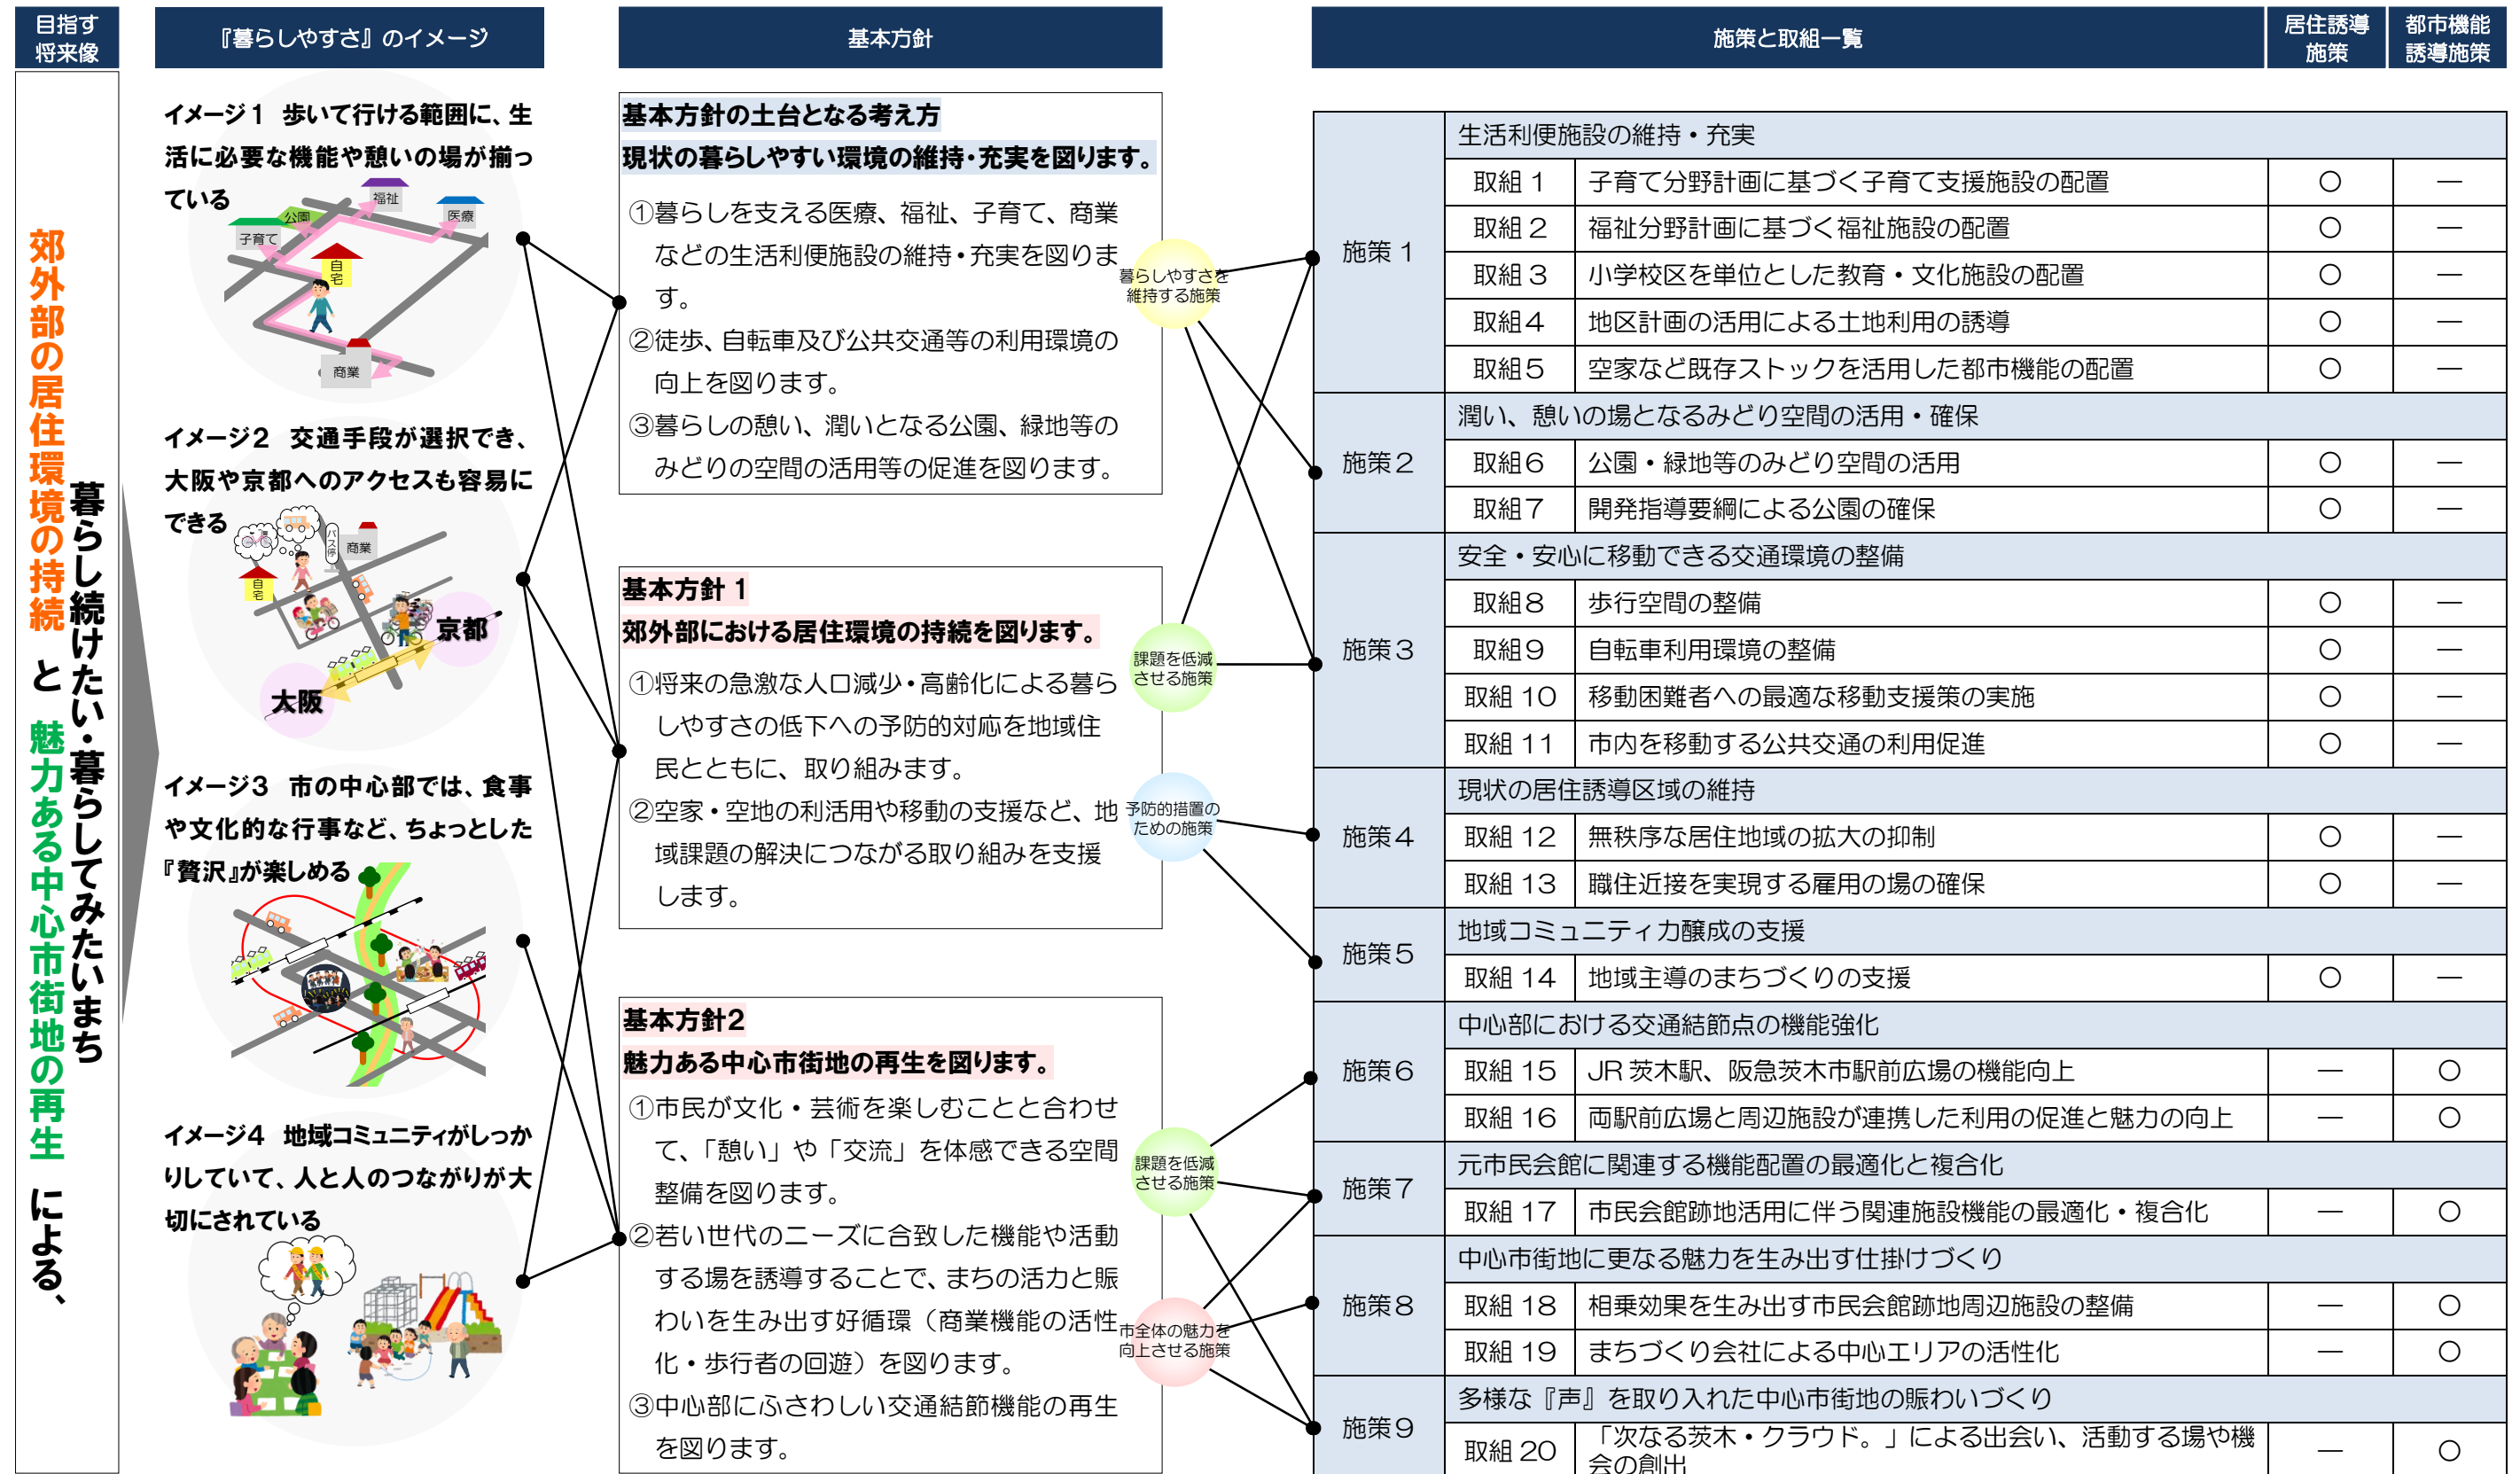 目指す
将来像
『暮らしやすさ』のイメージ
基本方針
施策と取組一覧
居住誘導
施策
都市機能
誘導施策
郊外部の居住環境の持続 と 魅力ある中心市街地の再生 による、
暮らし続けたい・暮らしてみたいまち
イメージ1 歩いて行ける範囲に、生
活に必要な機能や憩いの場が揃っ
ている
福祉
公園
医療
子育て
自宅
商業
イメージ2 交通手段が選択でき、
大阪や京都へのアクセスも容易に
できる
バス停
商業
自宅
京都
大阪
イメージ3 市の中心部では、食事
や文化的な行事など、ちょっとした
『贅沢』が楽しめる
イメージ4 地域コミュニティがしっか
りしていて、人と人のつながりが大
切にされている
基本方針の土台となる考え方
現状の暮らしやすい環境の維持・充実を図ります。
①暮らしを支える医療、福祉、子育て、商業
などの生活利便施設の維持・充実を図りま
す。
②徒歩、自転車及び公共交通等の利用環境の
向上を図ります。
③暮らしの憩い、潤いとなる公園、緑地等の
みどりの空間の活用等の促進を図ります。
基本方針1
郊外部における居住環境の持続を図ります。
①将来の急激な人口減少・高齢化による暮ら
しやすさの低下への予防的対応を地域住
民とともに、取り組みます。
②空家・空地の利活用や移動の支援など、地
域課題の解決につながる取り組みを支援
します。
基本方針2
魅力ある中心市街地の再生を図ります。
①市民が文化・芸術を楽しむことと合わせ
て、「憩い」や「交流」を体感できる空間
整備を図ります。
②若い世代のニーズに合致した機能や活動
する場を誘導することで、まちの活力と賑
わいを生み出す好循環（商業機能の活性
化・歩行者の回遊）を図ります。
③中心部にふさわしい交通結節機能の再生
を図ります。
暮らしやすさを
維持する施策
課題を低減
させる施策
予防的措置の
ための施策
課題を低減
させる施策
市全体の魅力を
向上させる施策
施策1
生活利便施設の維持・充実
取組1 子育て分野計画に基づく子育て支援施設の配置 ○ ―
取組2 福祉分野計画に基づく福祉施設の配置 ○ ―
取組3 小学校区を単位とした教育・文化施設の配置 ○ ―
取組4 地区計画の活用による土地利用の誘導 ○ ―
取組5 空家など既存ストックを活用した都市機能の配置 ○ ―
施策2
潤い、憩いの場となるみどり空間の活用・確保
取組6 公園・緑地等のみどり空間の活用 ○ ―
取組7 開発指導要綱による公園の確保 ○ ―
施策3
安全・安心に移動できる交通環境の整備
取組8 歩行空間の整備 ○ ―
取組9 自転車利用環境の整備 ○ ―
取組10 移動困難者への最適な移動支援策の実施 ○ ―
取組11 市内を移動する公共交通の利用促進 ○ ―
施策4
現状の居住誘導区域の維持
取組12 無秩序な居住地域の拡大の抑制 ○ ―
取組13 職住近接を実現する雇用の場の確保 ○ ―
施策5
地域コミュニティ力醸成の支援
取組14 地域主導のまちづくりの支援 ○ ―
施策6
中心部における交通結節点の機能強化
取組15 JR茨木駅、阪急茨木市駅前広場の機能向上 ― ○
取組16 両駅前広場と周辺施設が連携した利用の促進と魅力の向上 ― ○
施策7
元市民会館に関連する機能配置の最適化と複合化
取組17 市民会館跡地活用に伴う関連施設機能の最適化・複合化 ― ○
施策8
中心市街地に更なる魅力を生み出す仕掛けづくり
取組18 相乗効果を生み出す市民会館跡地周辺施設の整備 ― ○
取組19 まちづくり会社による中心エリアの活性化 ― ○
施策9
多様な『声』を取り入れた中心市街地の賑わいづくり
取組20 「次なる茨木・クラウド。」による出会い、活動する場や機 ― ○
会の創出